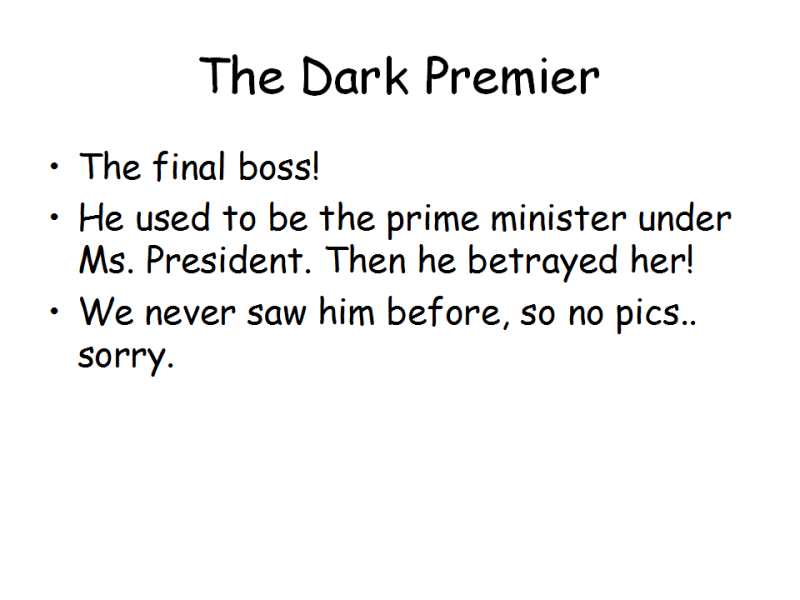 The Dark Premier
• The final boss!
• He used to be the prime minister under
Ms. President. Then he betrayed her!
• We never saw him before, so no pics..
sorry.